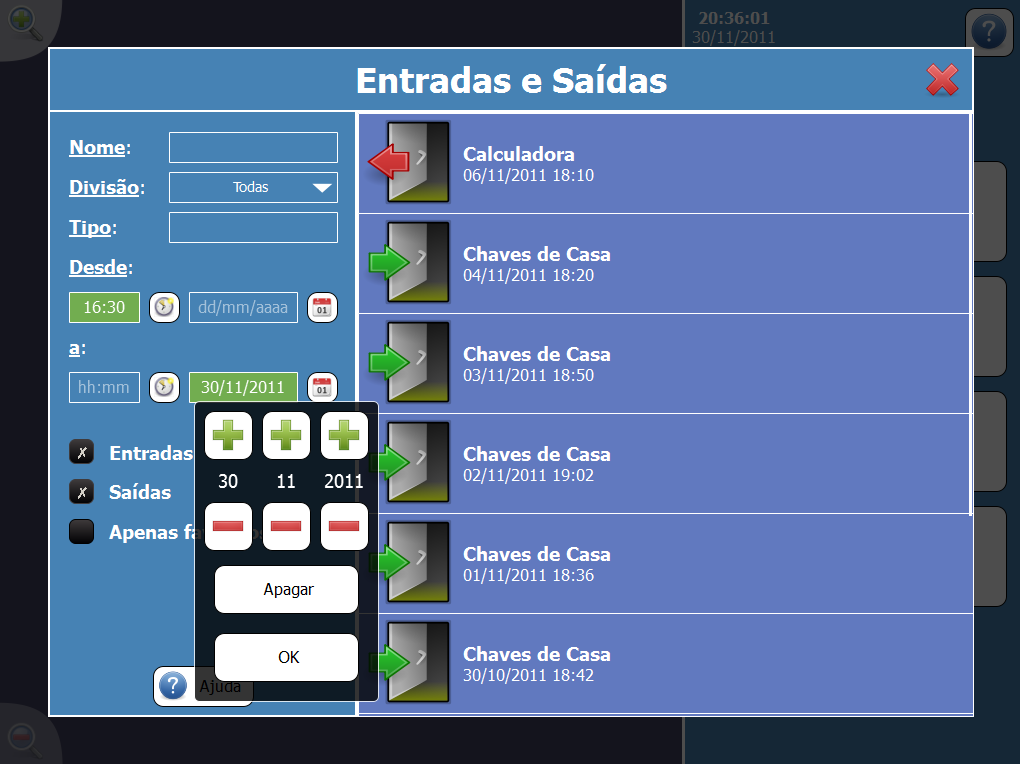 20:36:01
30/11/2011
?
Entradas e Saídas
Nome:
Divisão: Todas
Tipo:
Desde:
16:30 dd/mm/aaaa 01
a:
hh:mm 30/11/2011 01
x Entradas
x Saídas
Apenas fa
30 11 2011
Apagar
OK
? Ajuda
Calculadora
06/11/2011 18:10
Chaves de Casa
04/11/2011 18:20
Chaves de Casa
03/11/2011 18:50
Chaves de Casa
02/11/2011 19:02
Chaves de Casa
01/11/2011 18:36
Chaves de Casa
30/10/2011 18:42